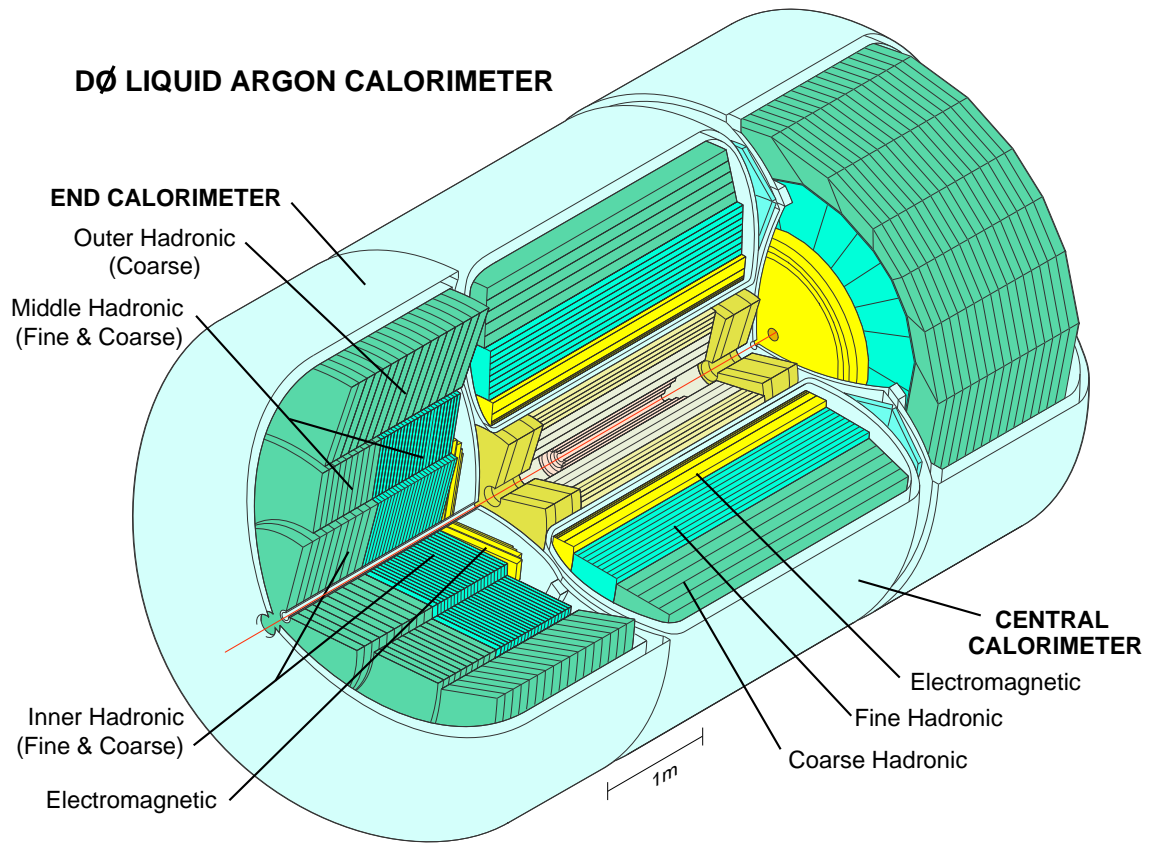 DØ LIQUID ARGON CALORIMETER
END CALORIMETER
Outer Hadronic
(Coarse)
Middle Hadronic
(Fine & Coarse)
Inner Hadronic
(Fine & Coarse)
Electromagnetic
1m
CENTRAL
CALORIMETER
Electromagnetic
Fine Hadronic
Coarse Hadronic